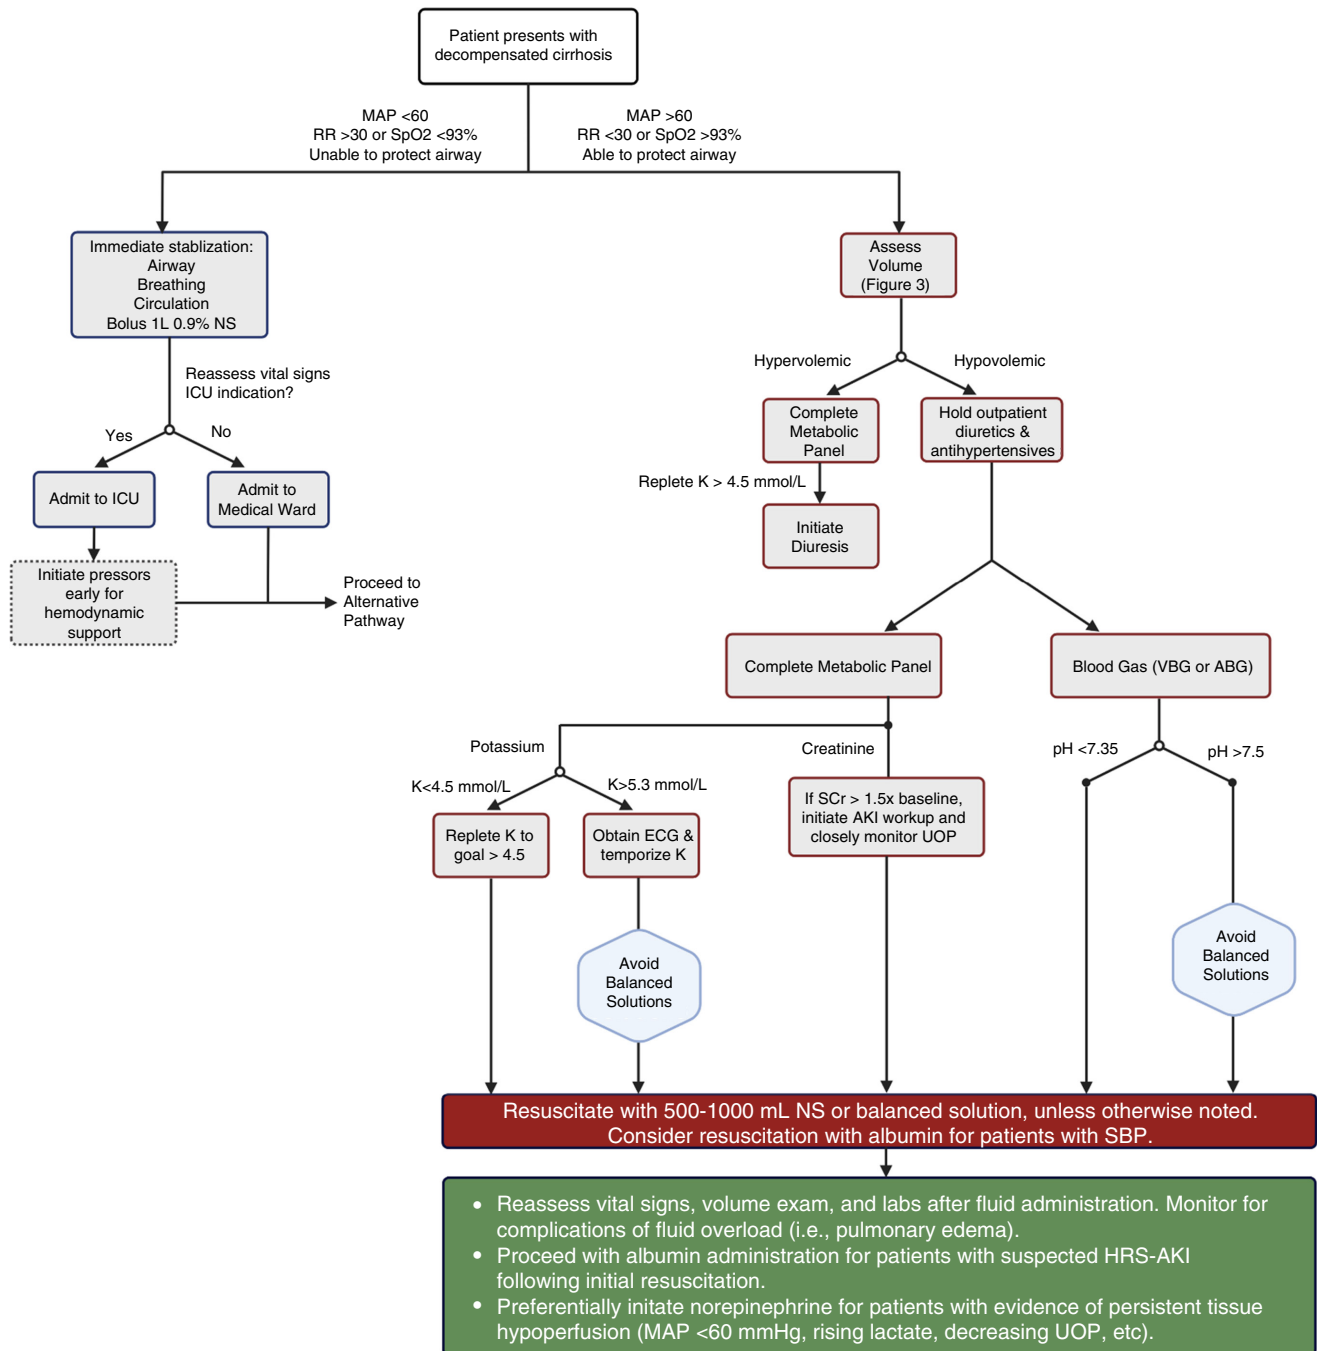 Patient presents with
decompensated cirrhosis
MAP <60
RR >30 or SpO2 <93%
Unable to protect airway
MAP >60
RR <30 or SpO2 >93%
Able to protect airway
Immediate stablization:
Airway
Breathing
Circulation
Bolus 1L 0.9% NS
Assess
Volume
(Figure 3)
Reassess vital signs
ICU indication?
Hypervolemic
Hypovolemic
Yes
No
Complete
Metabolic
Panel
Hold outpatient
diuretics &
antihypertensives
Admit to ICU
Admit to
Medical Ward
Replete K > 4.5 mmol/L
Initiate
Diuresis
Initiate pressors
early for
hemodynamic
support
Proceed to
Alternative
Pathway
Complete Metabolic Panel
Blood Gas (VBG or ABG)
Potassium
Creatinine
pH <7.35
pH >7.5
K<4.5 mmol/L
K>5.3 mmol/L
Replete K to
goal > 4.5
Obtain ECG &
temporize K
If SCr > 1.5x baseline,
initiate AKI workup and
closely monitor UOP
Avoid
Balanced
Solutions
Avoid
Balanced
Solutions
Resuscitate with 500-1000 mL NS or balanced solution, unless otherwise noted.
Consider resuscitation with albumin for patients with SBP.
• Reassess vital signs, volume exam, and labs after fluid administration. Monitor for
complications of fluid overload (i.e., pulmonary edema).
• Proceed with albumin administration for patients with suspected HRS-AKI
following initial resuscitation.
• Preferentially initate norepinephrine for patients with evidence of persistent tissue
hypoperfusion (MAP <60 mmHg, rising lactate, decreasing UOP, etc).